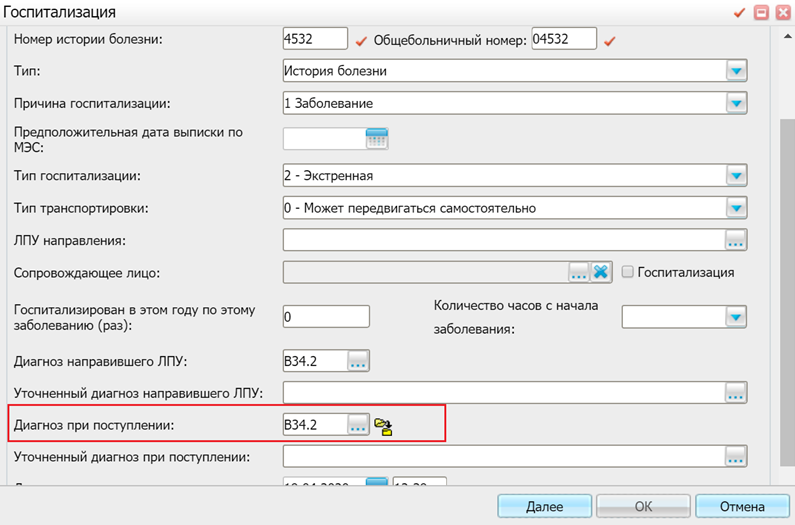 Госпитализация
Номер истории болезни: 4532 Общебольничный номер: 04532
Тип: История болезни
Причина госпитализации: 1 Заболевание
Предположительная дата выписки по
МЭС:
Тип госпитализации: 2 - Экстренная
Тип транспортировки: 0 - Может передвигаться самостоятельно
ЛПУ направления:
Сопровождающее лицо: Госпитализация
Госпитализирован в этом году по этому
заболеванию (раз): 0
Количество часов с начала
заболевания:
Диагноз направившего ЛПУ: B34.2
Уточненный диагноз направившего ЛПУ:
Диагноз при поступлении: B34.2
Уточненный диагноз при поступлении:
Далее ОК Отмена